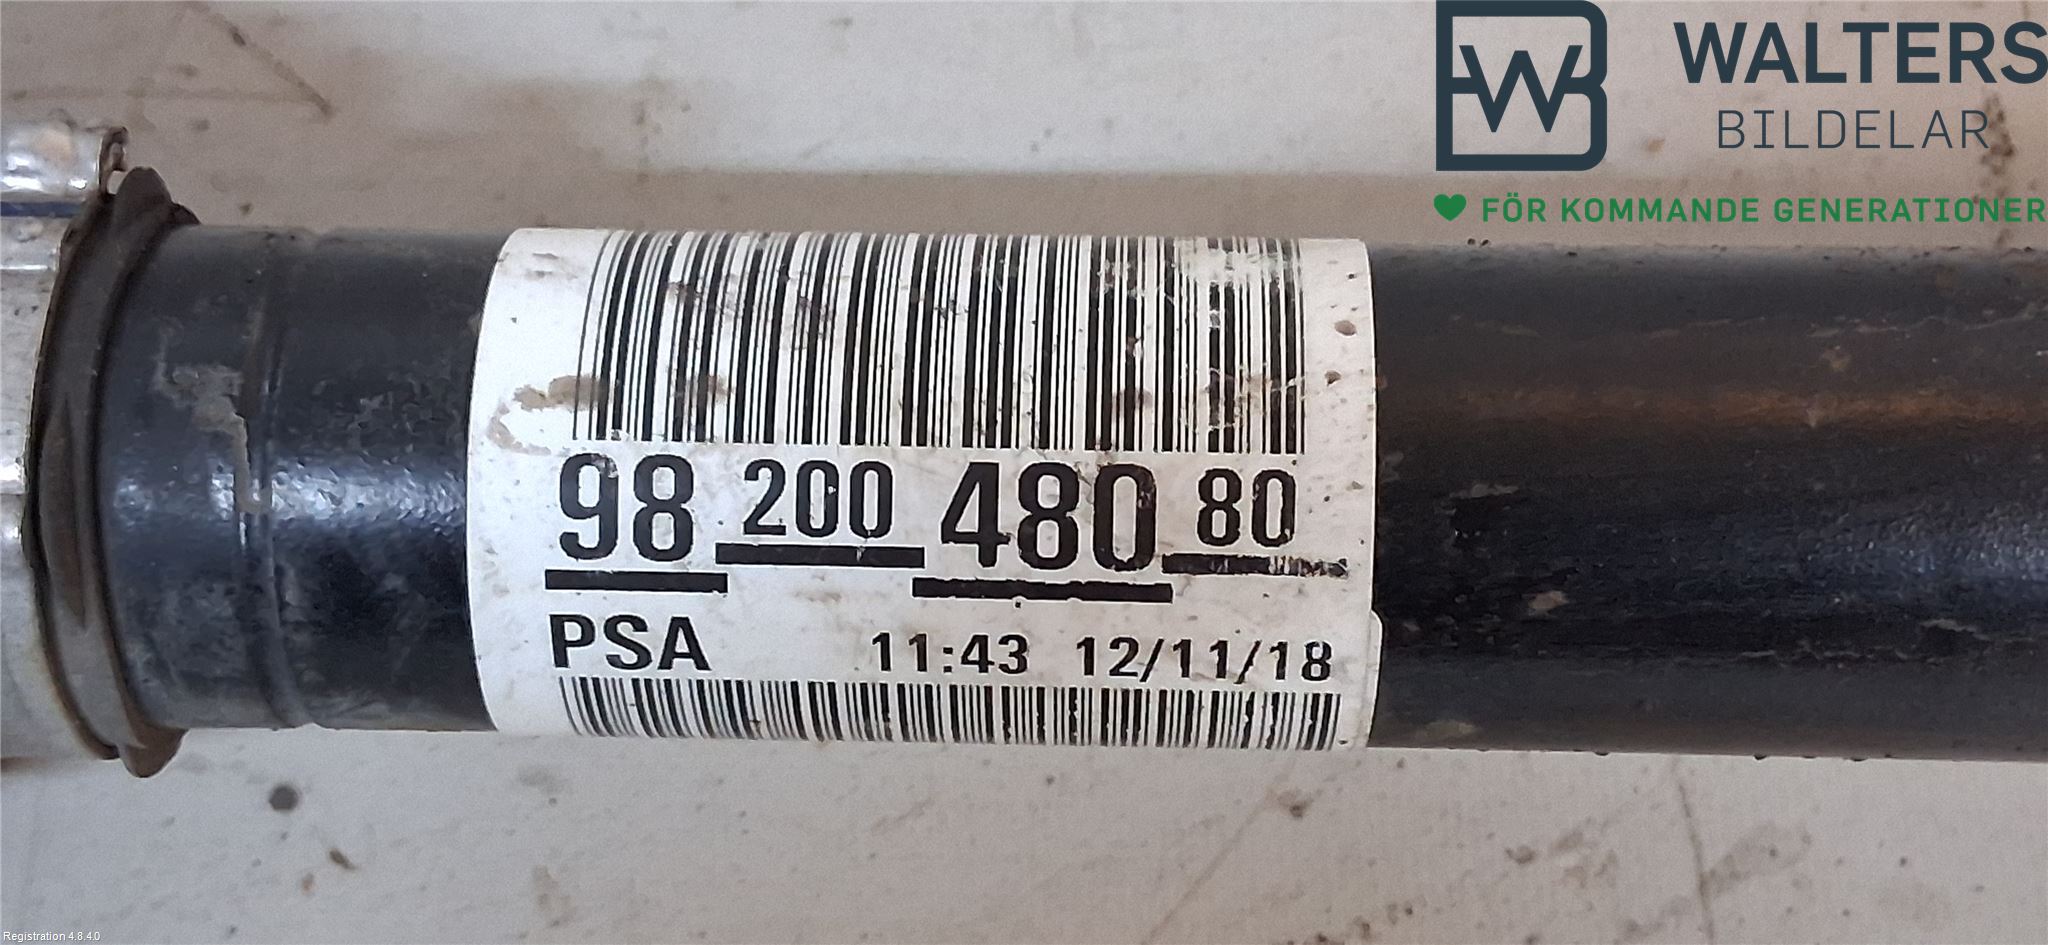 WALTERS
BILDELAR
FÖR KOMMANDE GENERATIONER
98 200 480 80
PSA 11:43 12/11/18
Registration 4.8.4.0